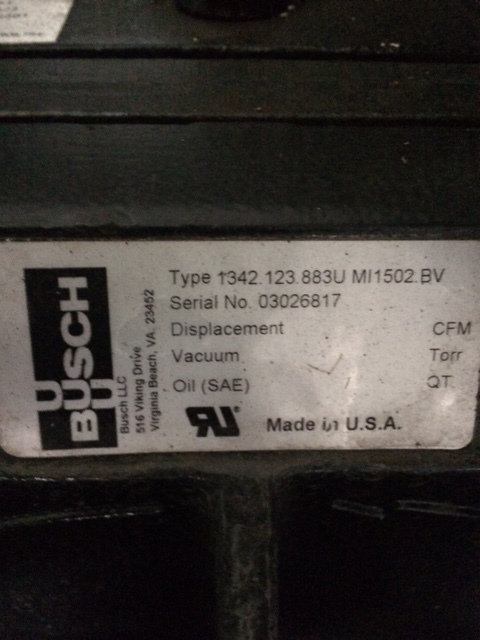 BUSCH
Busch LLC
516 Viking Drive
Virginia Beach, VA. 23452
Type 1342.123.883U MI1502.BV
Serial No. 03026817
Displacement CFM
Vacuum Torr
Oil (SAE) QT.
Made in U.S.A.